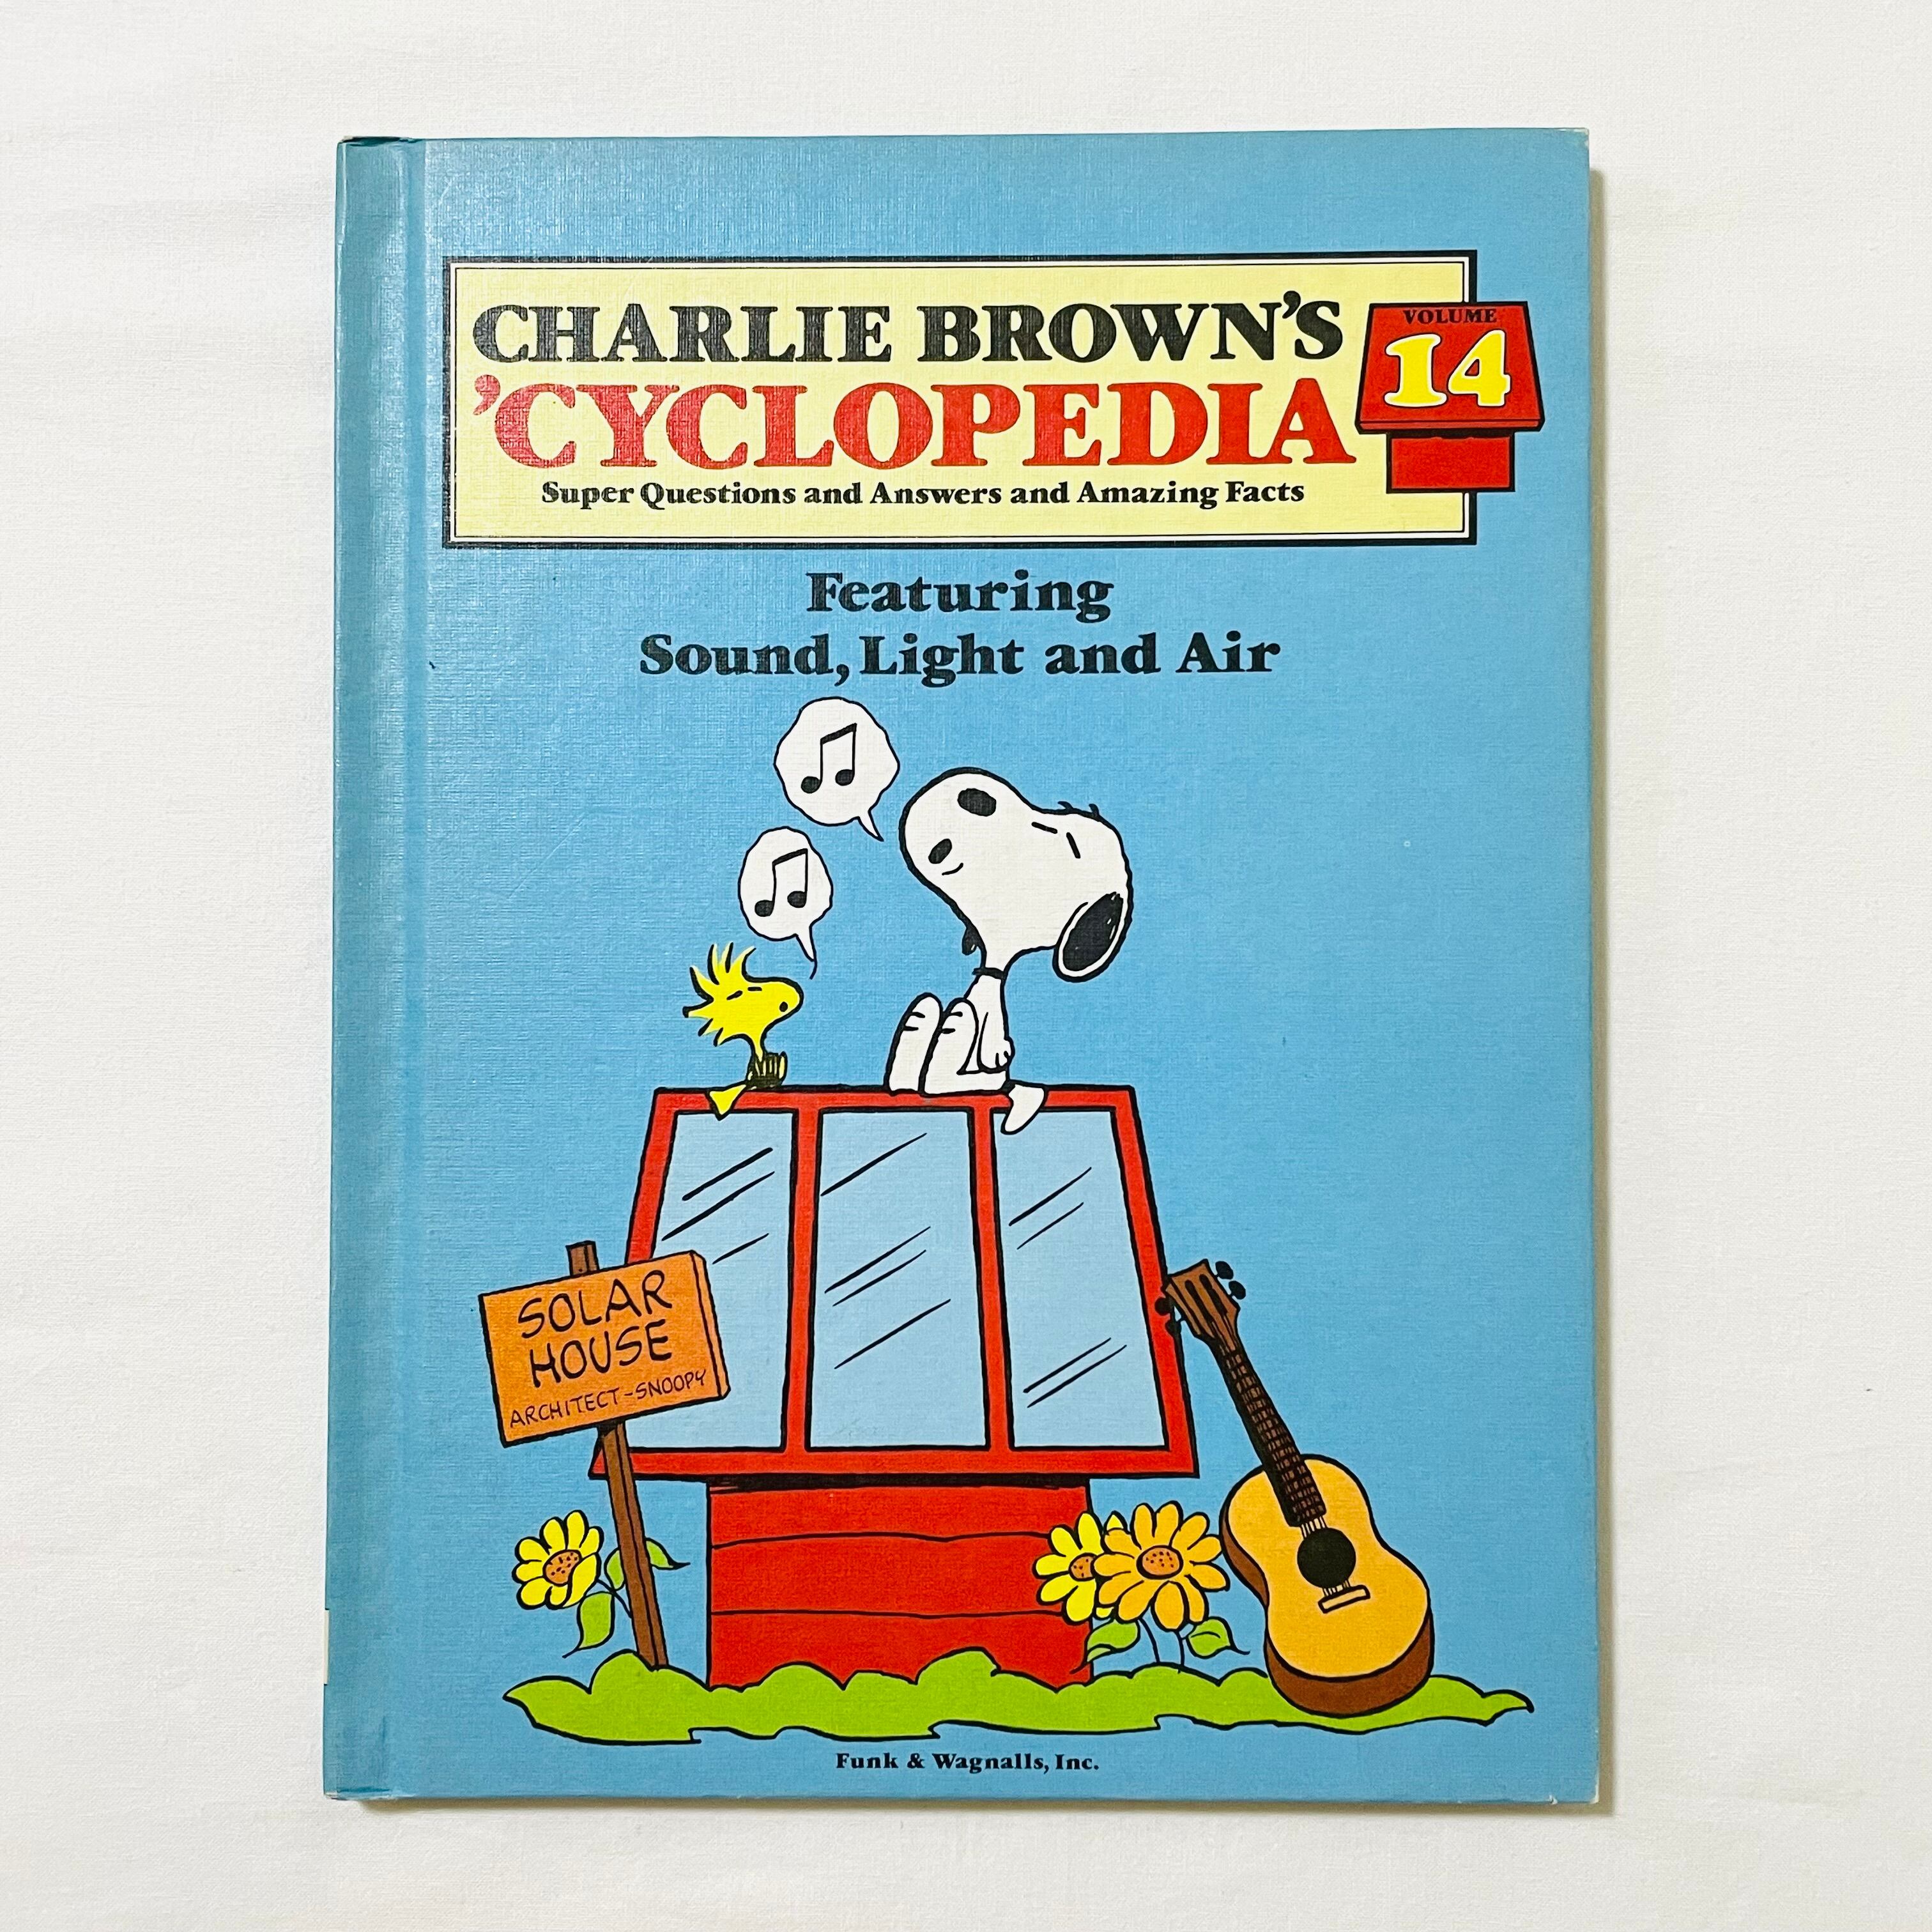 CHARLIE BROWN'S
'CYCLOPEDIA
Super Questions and Answers and Amazing Facts
VOLUME
14
Featuring
Sound, Light and Air
SOLAR
HOUSE
ARCHITECT-SNOOPY
Funk & Wagnalls, Inc.